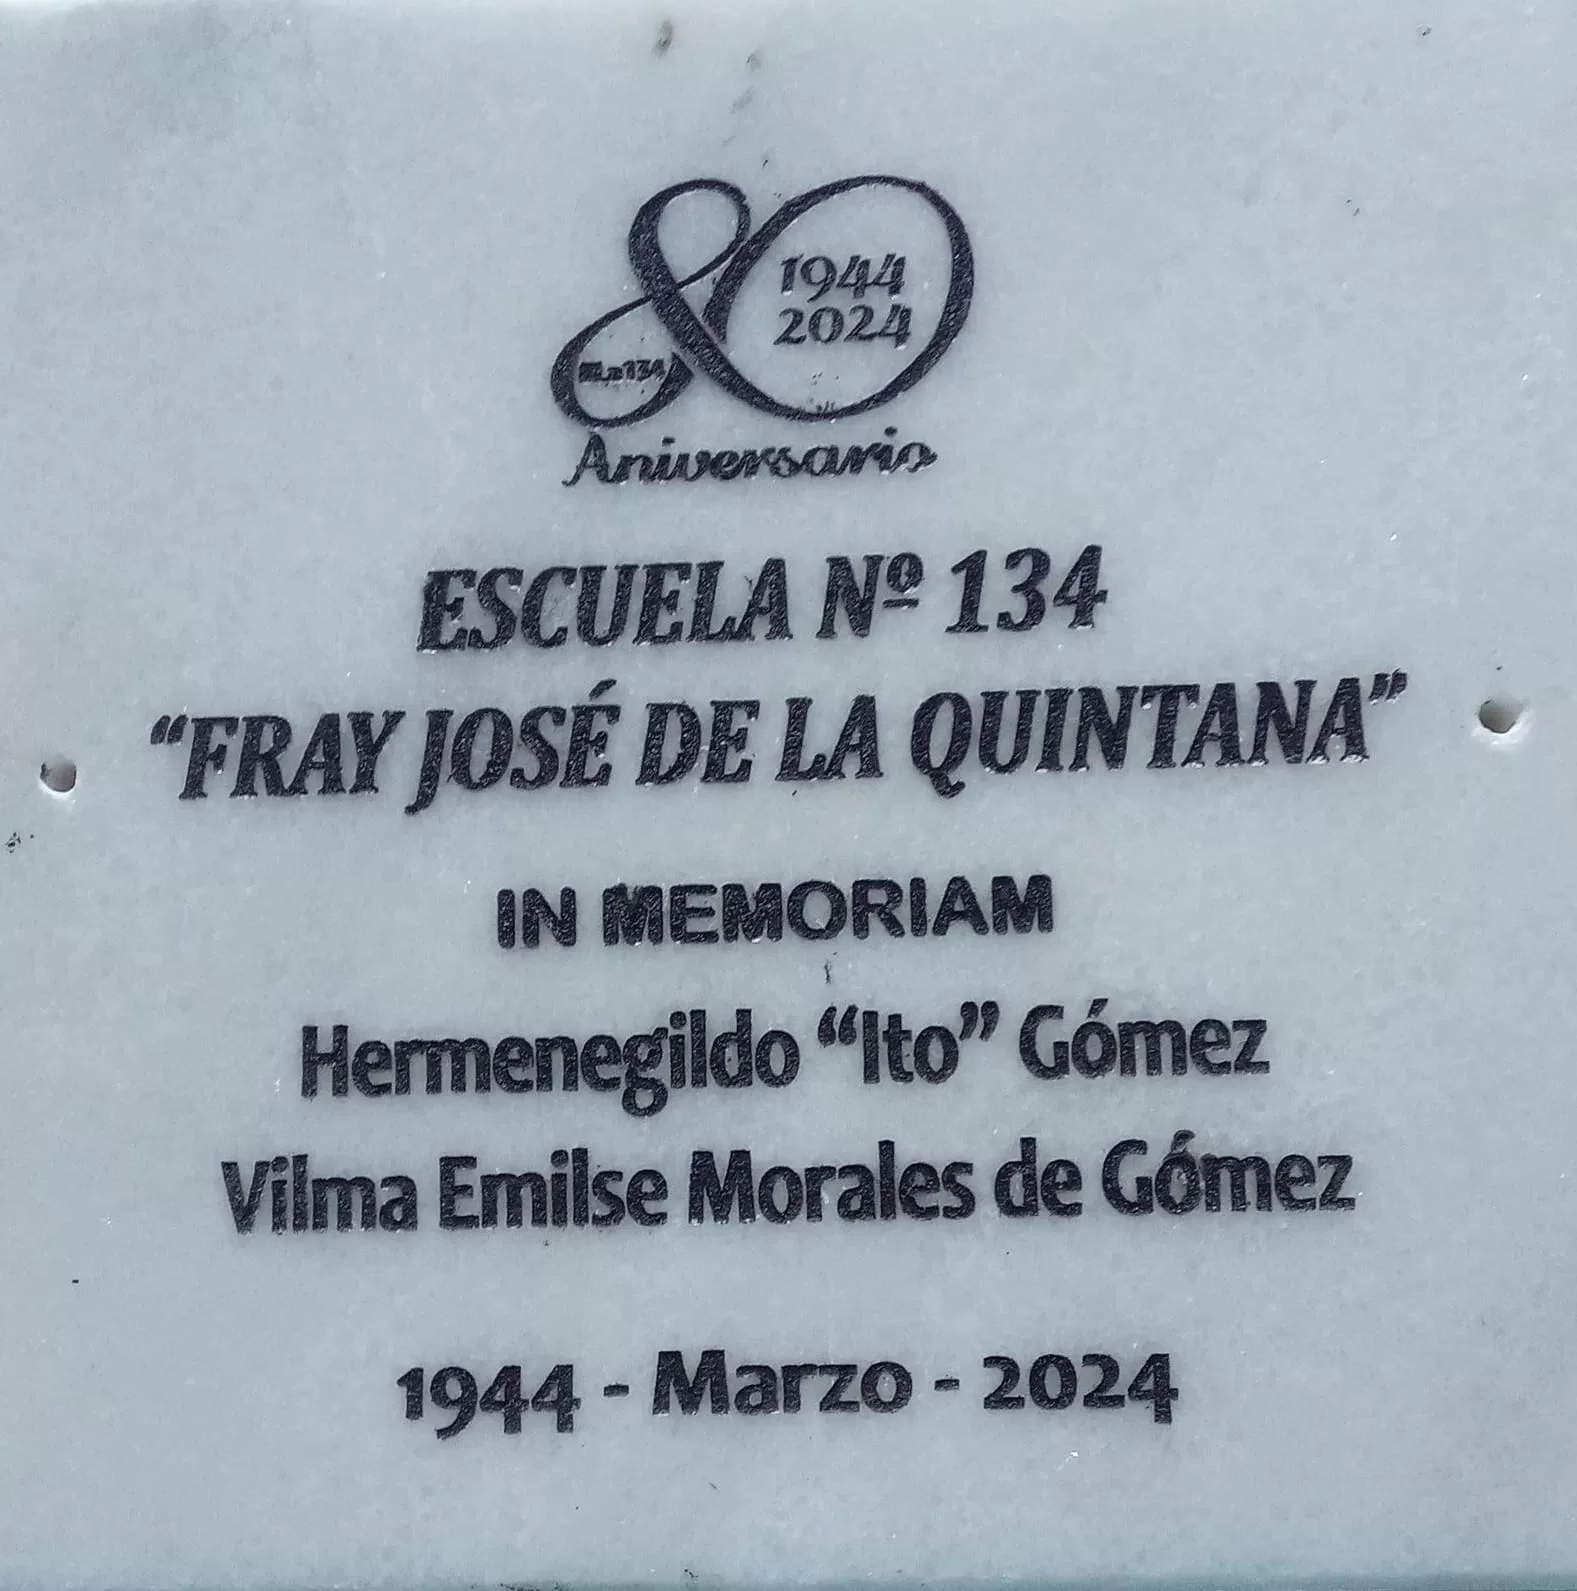 80
1944
2024
Aniversario
ESCUELA Nº 134
“FRAY JOSÉ DE LA QUINTANA”
IN MEMORIAM
Hermenegildo “Ito” Gómez
Vilma Emilse Morales de Gómez
1944 - Marzo - 2024